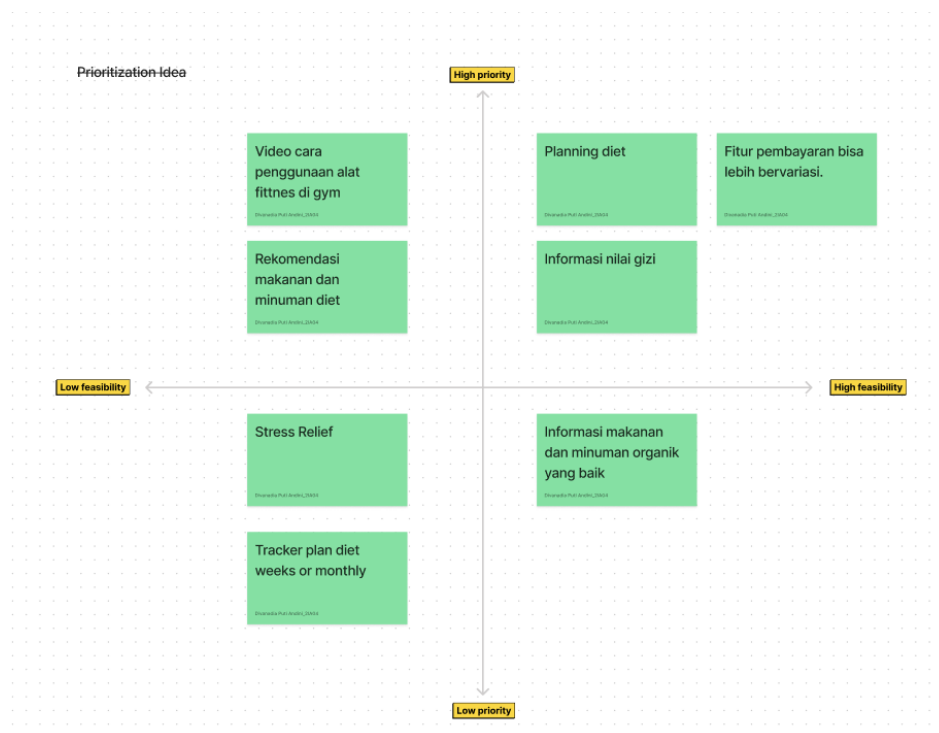 Prioritization Idea
High priority
Video cara
penggunaan alat
fittnes di gym
Planning diet
Fitur pembayaran bisa
lebih bervariasi.
Rekomendasi
makanan dan
minuman diet
Informasi nilai gizi
Low feasibility
High feasibility
Stress Relief
Informasi makanan
dan minuman organik
yang baik
Tracker plan diet
weeks or monthly
Low priority